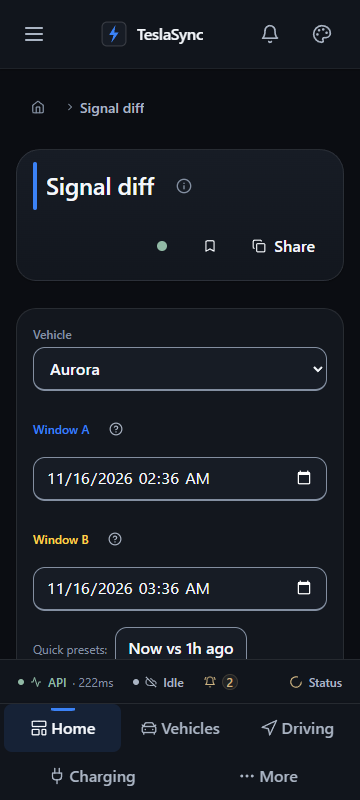 TeslaSync
Signal diff
Signal diff
Share
Vehicle
Aurora
Window A
11/16/2026 02:36 AM
Window B
11/16/2026 03:36 AM
Quick presets: Now vs 1h ago
API · 222ms Idle 2 Status
Home Vehicles Driving
Charging More